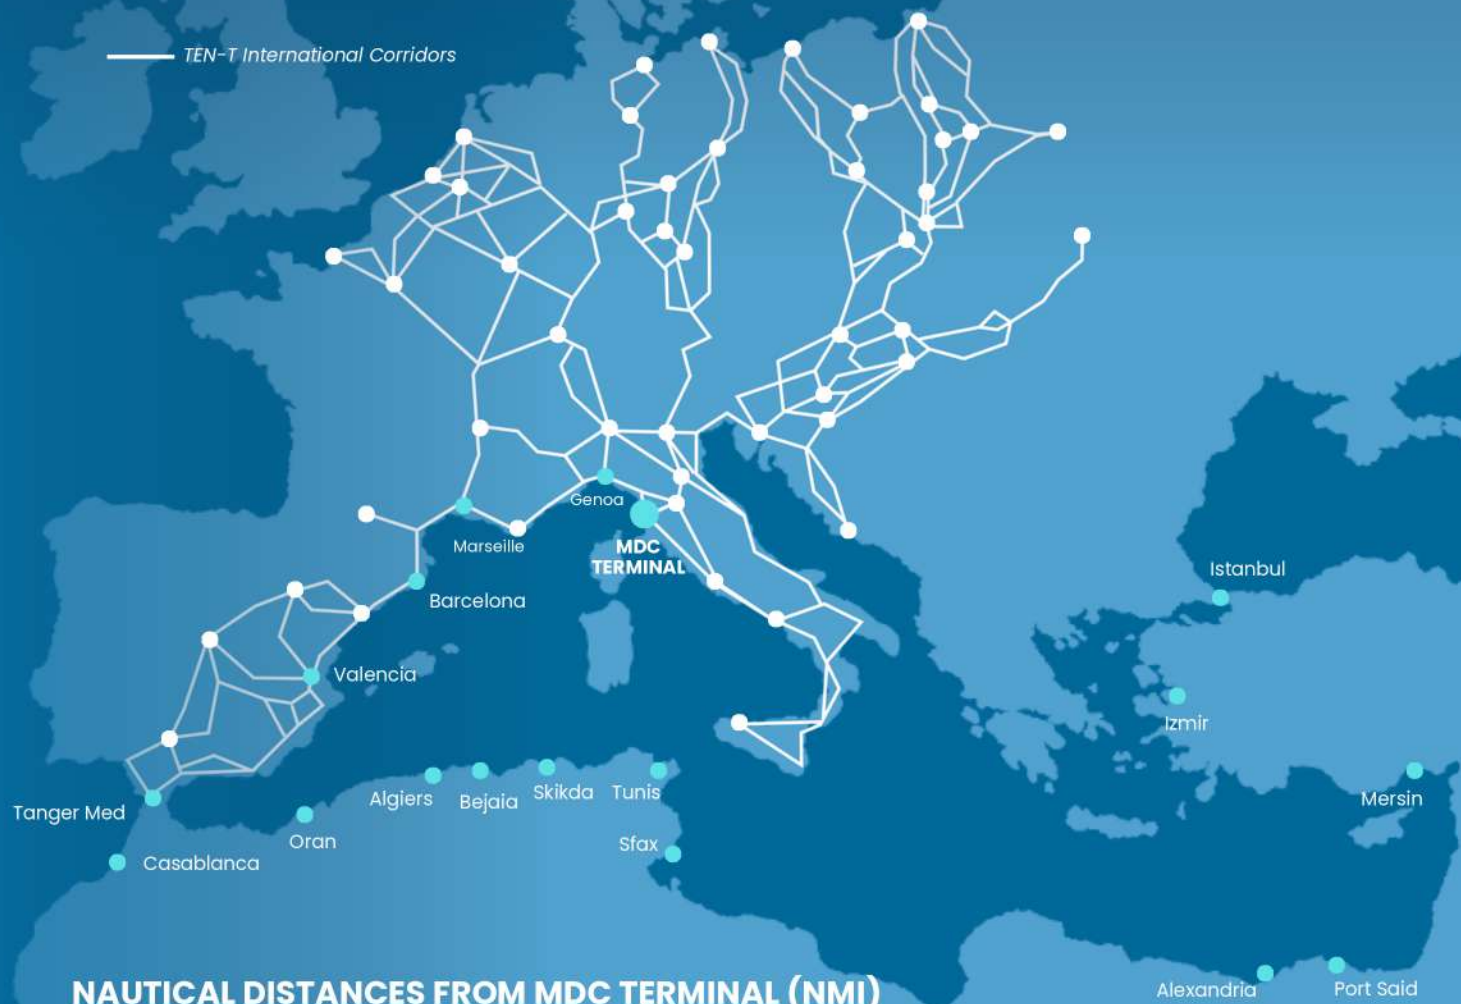 TEN-T International Corridors
Genoa
Marseille
MDC
TERMINAL
Barcelona
Istanbul
Valencia
Izmir
Tanger Med
Algiers
Bejaia
Skikda
Tunis
Mersin
Oran
Sfax
Casablanca
NAUTICAL DISTANCES FROM MDC TERMINAL (NMI)
Alexandria
Port Said